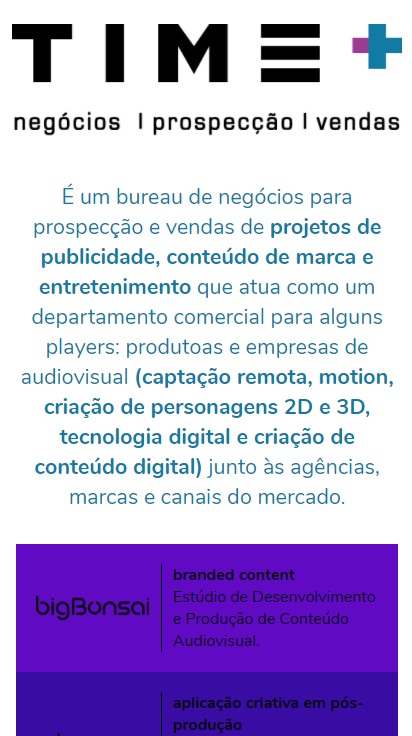 TIME+
negócios | prospecção | vendas
É um bureau de negócios para
prospecção e vendas de projetos de
publicidade, conteúdo de marca e
entretenimento que atua como um
departamento comercial para alguns
players: produtoas e empresas de
audiovisual (captação remota, motion,
criação de personagens 2D e 3D,
tecnologia digital e criação de
conteúdo digital) junto às agências,
marcas e canais do mercado.
bigBonsai
branded content
Estúdio de Desenvolvimento
e Produção de Conteúdo
Audiovisual.
aplicação criativa em pós-
produção